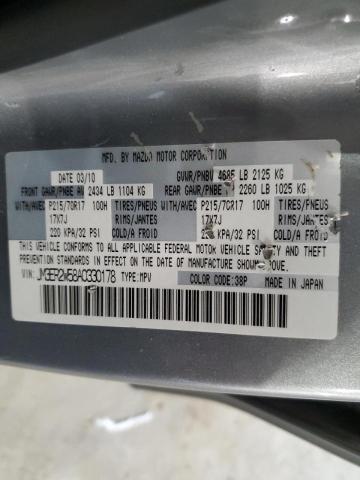 MFD. BY MAZDA MOTOR CORPORATION
DATE 03/10 GVWR/PNBV 4685 LB 2125 KG
FRONT GAWR/PNBE AV 2434 LB 1104 KG REAR GAWR/PNBE 2260 LB 1025 KG
WITH/AVEC P215/70R17 100H TIRES/PNEUS WITH/AVEC P215/70R17 100H TIRES/PNEUS
17X7J RIMS/JANTES 17X7J RIMS/JANTES
220 KPA/32 PSI COLD/A FROID KPA/32 PSI COLD/A FROID
THIS VEHICLE CONFORMS TO ALL APPLICABLE FEDERAL MOTOR VEHICLE SAFETY AND THEFT
PREVENTION STANDARDS IN EFFECT ON THE DATE OF MANUFACTURE SHOWN ABOVE.
VIN: JM3ER2W58AC330178 TYPE:MPV COLOR CODE:38P MADE IN JAPAN